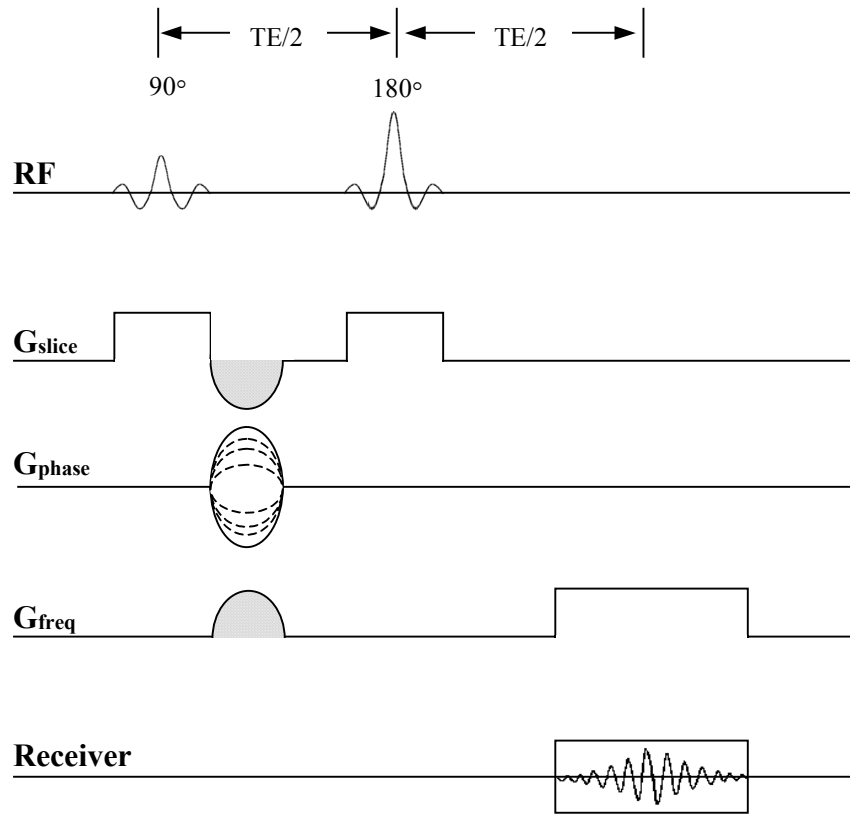 TE/2 TE/2
90° 180°
RF
Gslice
Gphase
Gfreq
Receiver